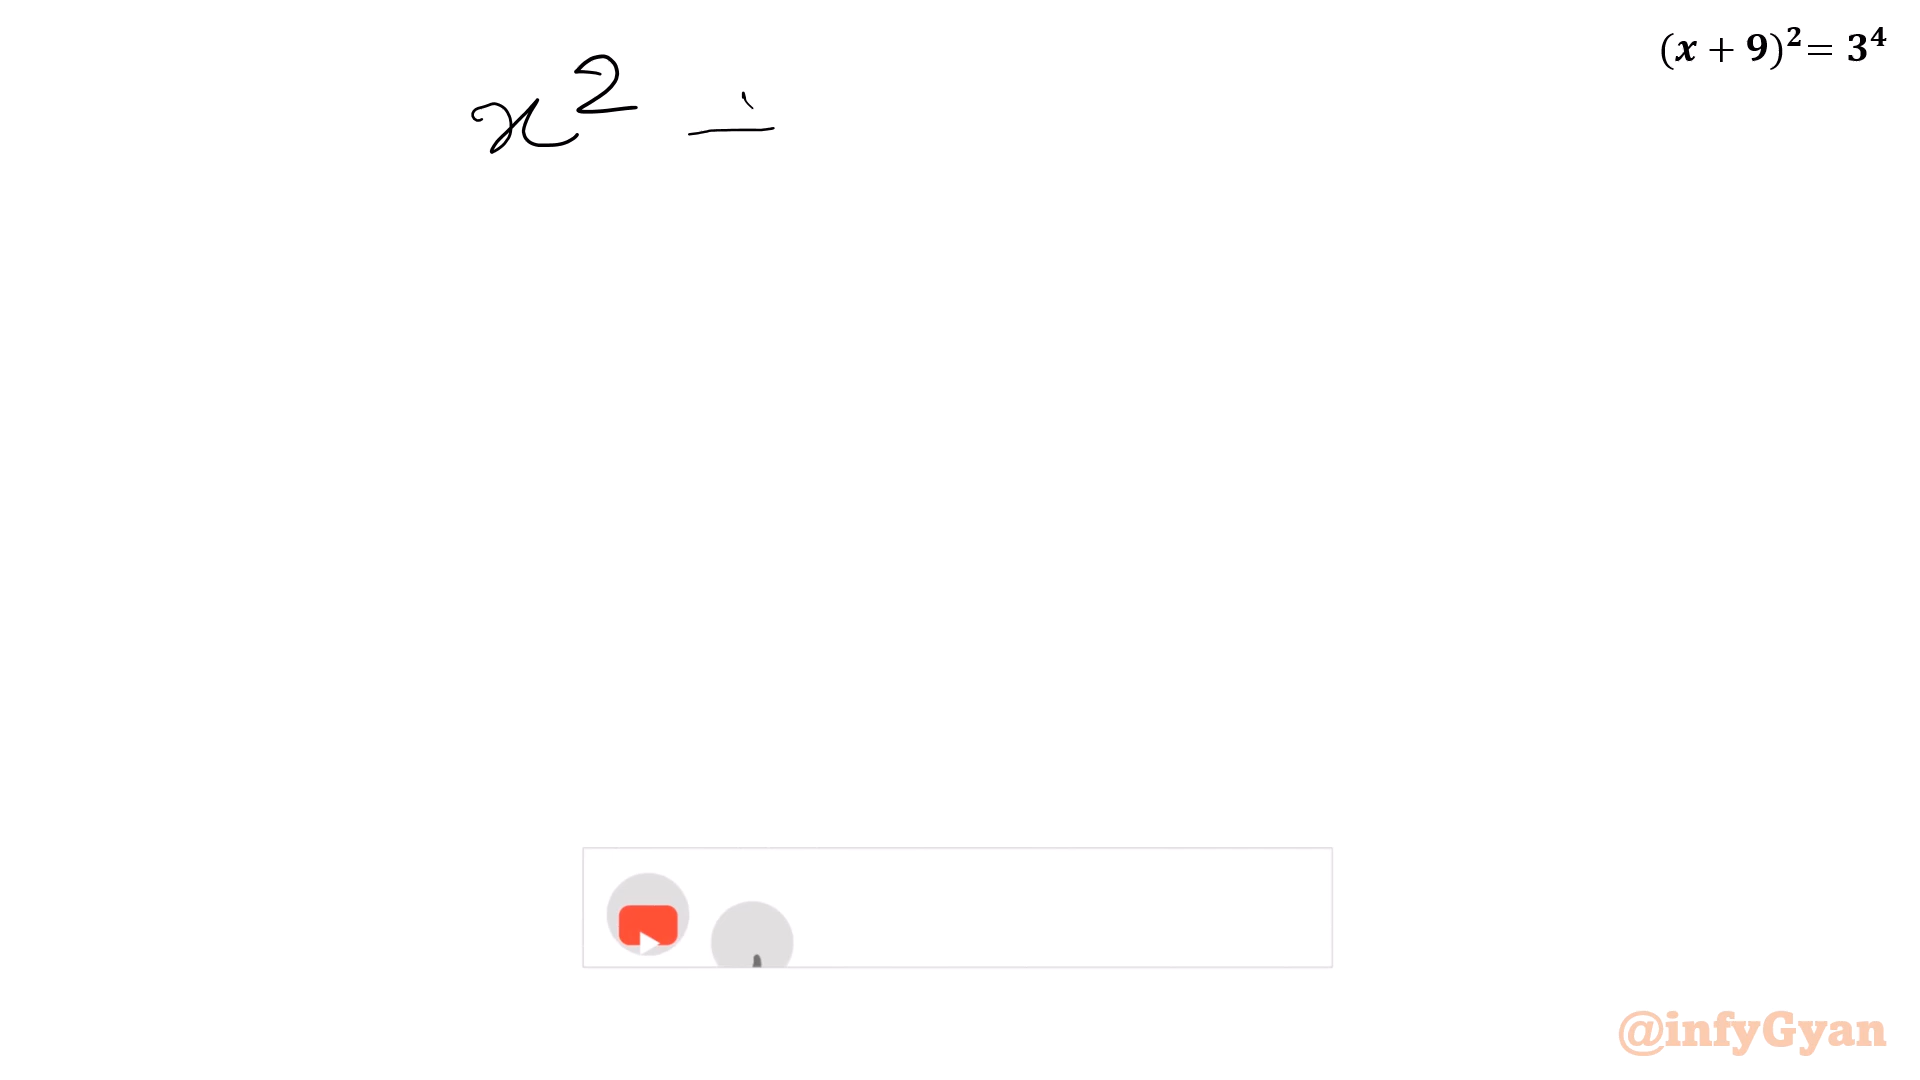 (x + 9)² = 3⁴
x²
@infyGyan